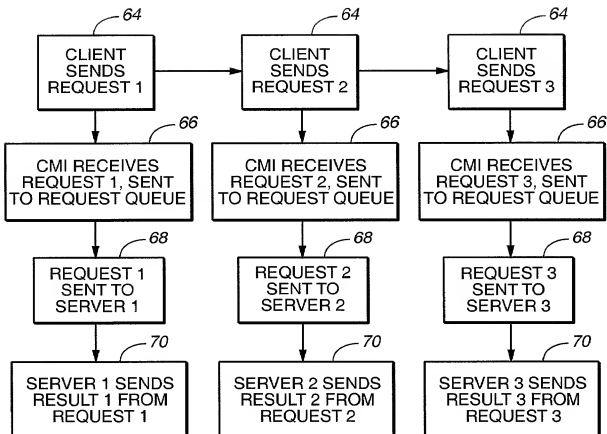 64
CLIENT
SENDS
REQUEST 1
64
CLIENT
SENDS
REQUEST 2
64
CLIENT
SENDS
REQUEST 3
66
CMI RECEIVES
REQUEST 1, SENT
TO REQUEST QUEUE
66
CMI RECEIVES
REQUEST 2, SENT
TO REQUEST QUEUE
66
CMI RECEIVES
REQUEST 3, SENT
TO REQUEST QUEUE
68
REQUEST 1
SENT TO
SERVER 1
68
REQUEST 2
SENT TO
SERVER 2
68
REQUEST 3
SENT TO
SERVER 3
70
SERVER 1 SENDS
RESULT 1 FROM
REQUEST 1
70
SERVER 2 SENDS
RESULT 2 FROM
REQUEST 2
70
SERVER 3 SENDS
RESULT 3 FROM
REQUEST 3